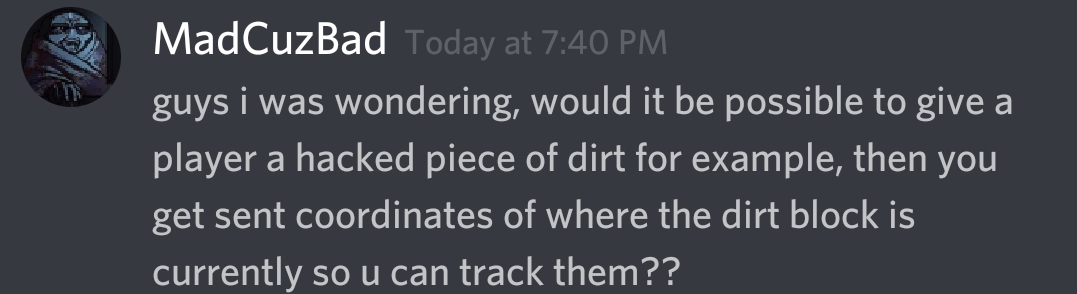 MadCuzBad Today at 7:40 PM
guys i was wondering, would it be possible to give a
player a hacked piece of dirt for example, then you
get sent coordinates of where the dirt block is
currently so u can track them??